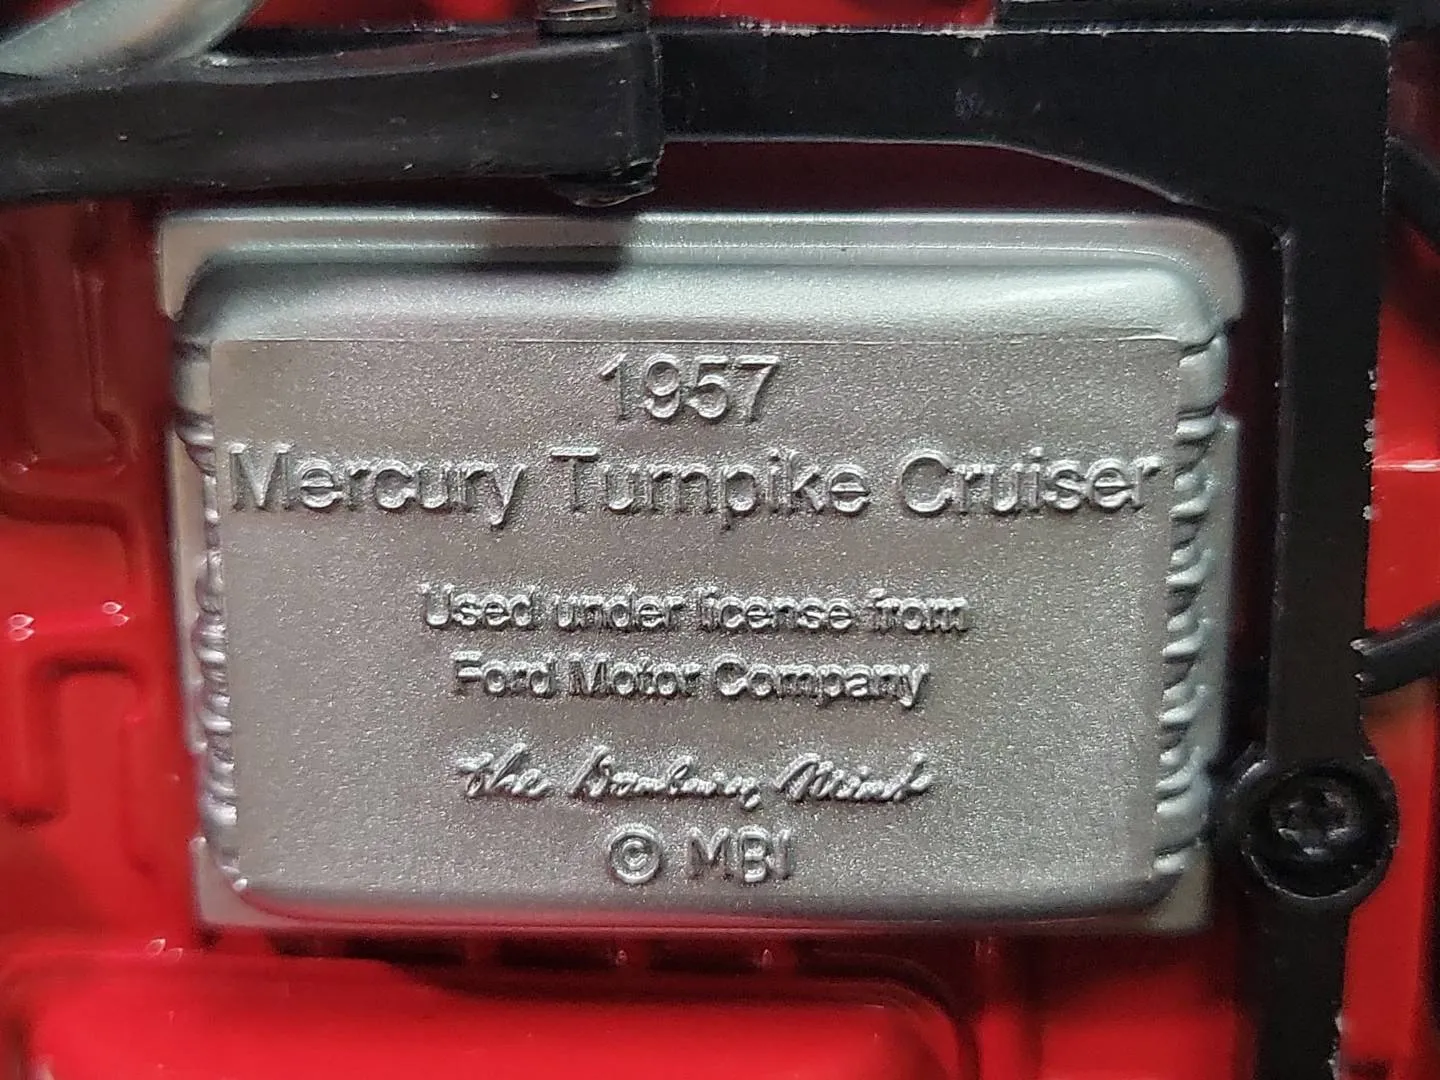 1957
Mercury Turnpike Cruiser
Used under license from
Ford Motor Company
The Danbury Mint
© MBI